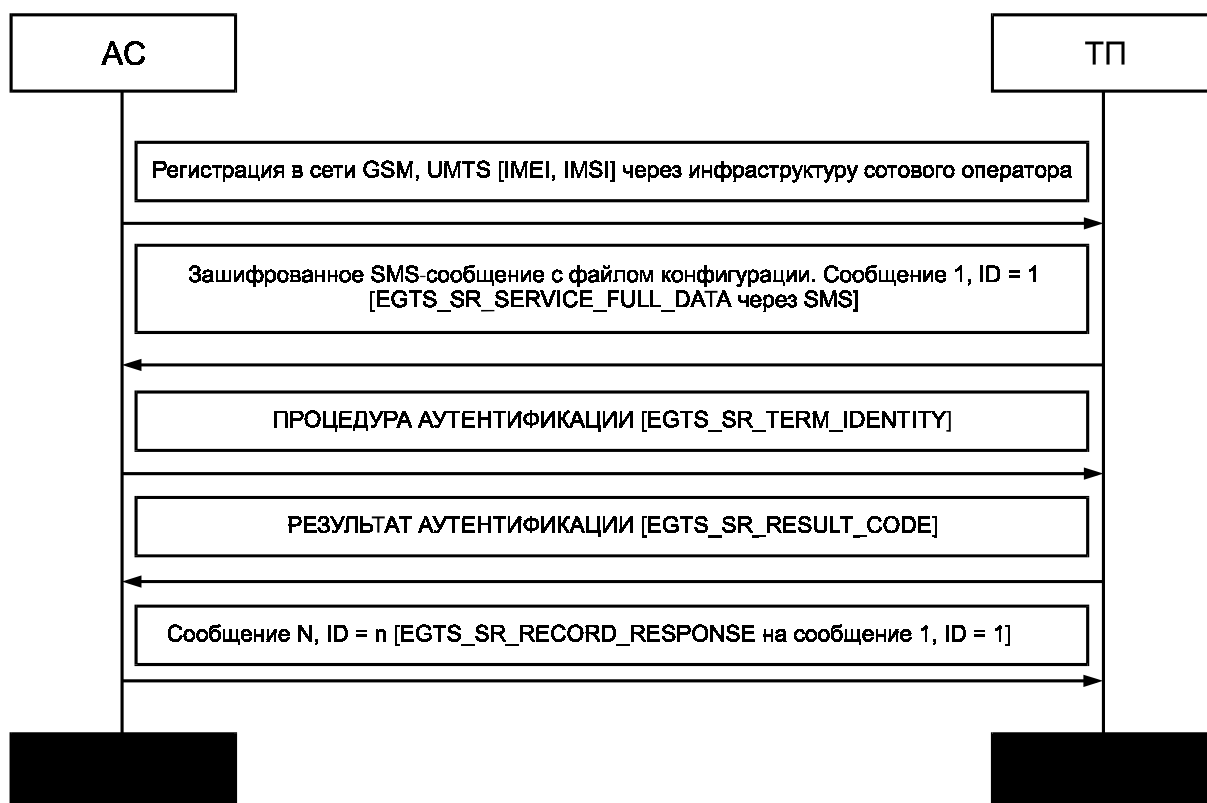 АС
ТП
Регистрация в сети GSM, UMTS [IMEI, IMSI] через инфраструктуру сотового оператора
Зашифрованное SMS-сообщение с файлом конфигурации. Сообщение 1, ID = 1
[EGTS_SR_SERVICE_FULL_DATA через SMS]
ПРОЦЕДУРА АУТЕНТИФИКАЦИИ [EGTS_SR_TERM_IDENTITY]
РЕЗУЛЬТАТ АУТЕНТИФИКАЦИИ [EGTS_SR_RESULT_CODE]
Сообщение N, ID = n [EGTS_SR_RECORD_RESPONSE на сообщение 1, ID = 1]